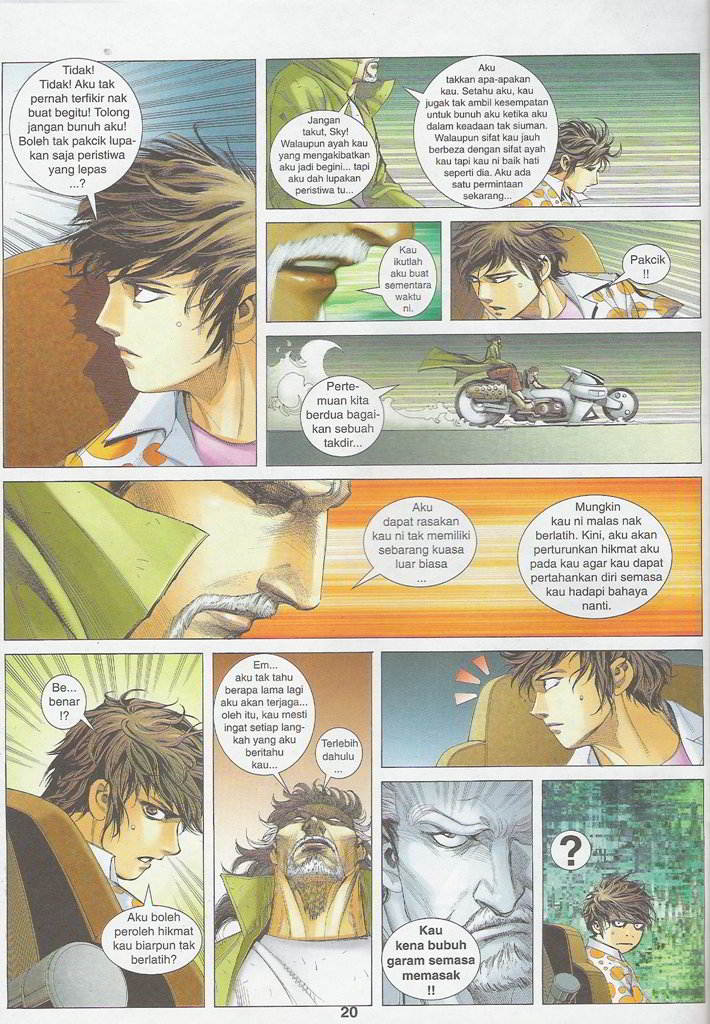 Tidak!
Tidak! Aku tak
pernah terfikir nak
buat begitu! Tolong
jangan bunuh aku!
Boleh tak pakcik lupa-
kan saja peristiwa
yang lepas
...?
Jangan
takut, Sky!
Walaupun ayah kau
yang mengakibatkan
aku jadi begini... tapi
aku dah lupakan
peristiwa tu...
Aku
takkan apa-apakan
kau. Setahu aku, kau
jugak tak ambil kesempatan
untuk bunuh aku ketika aku
dalam keadaan tak siuman.
Walaupun sifat kau jauh
berbeza dengan sifat ayah
kau tapi kau ni baik hati
seperti dia. Aku ada
satu permintaan
sekarang...
Kau
ikutlah
aku buat
sementara
waktu
ni.
Pakcik
!!
Perte-
muan kita
berdua bagai-
kan sebuah
takdir...
Aku
dapat rasakan
kau ni tak memiliki
sebarang kuasa
luar biasa
...
Mungkin
kau ni malas nak
berlatih. Kini, aku akan
perturunkan hikmat aku
pada kau agar kau dapat
pertahankan diri semasa
kau hadapi bahaya
nanti.
Be...
benar
!?
Aku boleh
peroleh hikmat
kau biarpun tak
berlatih?
Em...
aku tak tahu
berapa lama lagi
aku akan terjaga...
oleh itu, kau mesti
ingat setiap lang-
kah yang aku
beritahu
kau...
Terlebih
dahulu
...
Kau
kena bubuh
garam semasa
memasak
!!
?
20